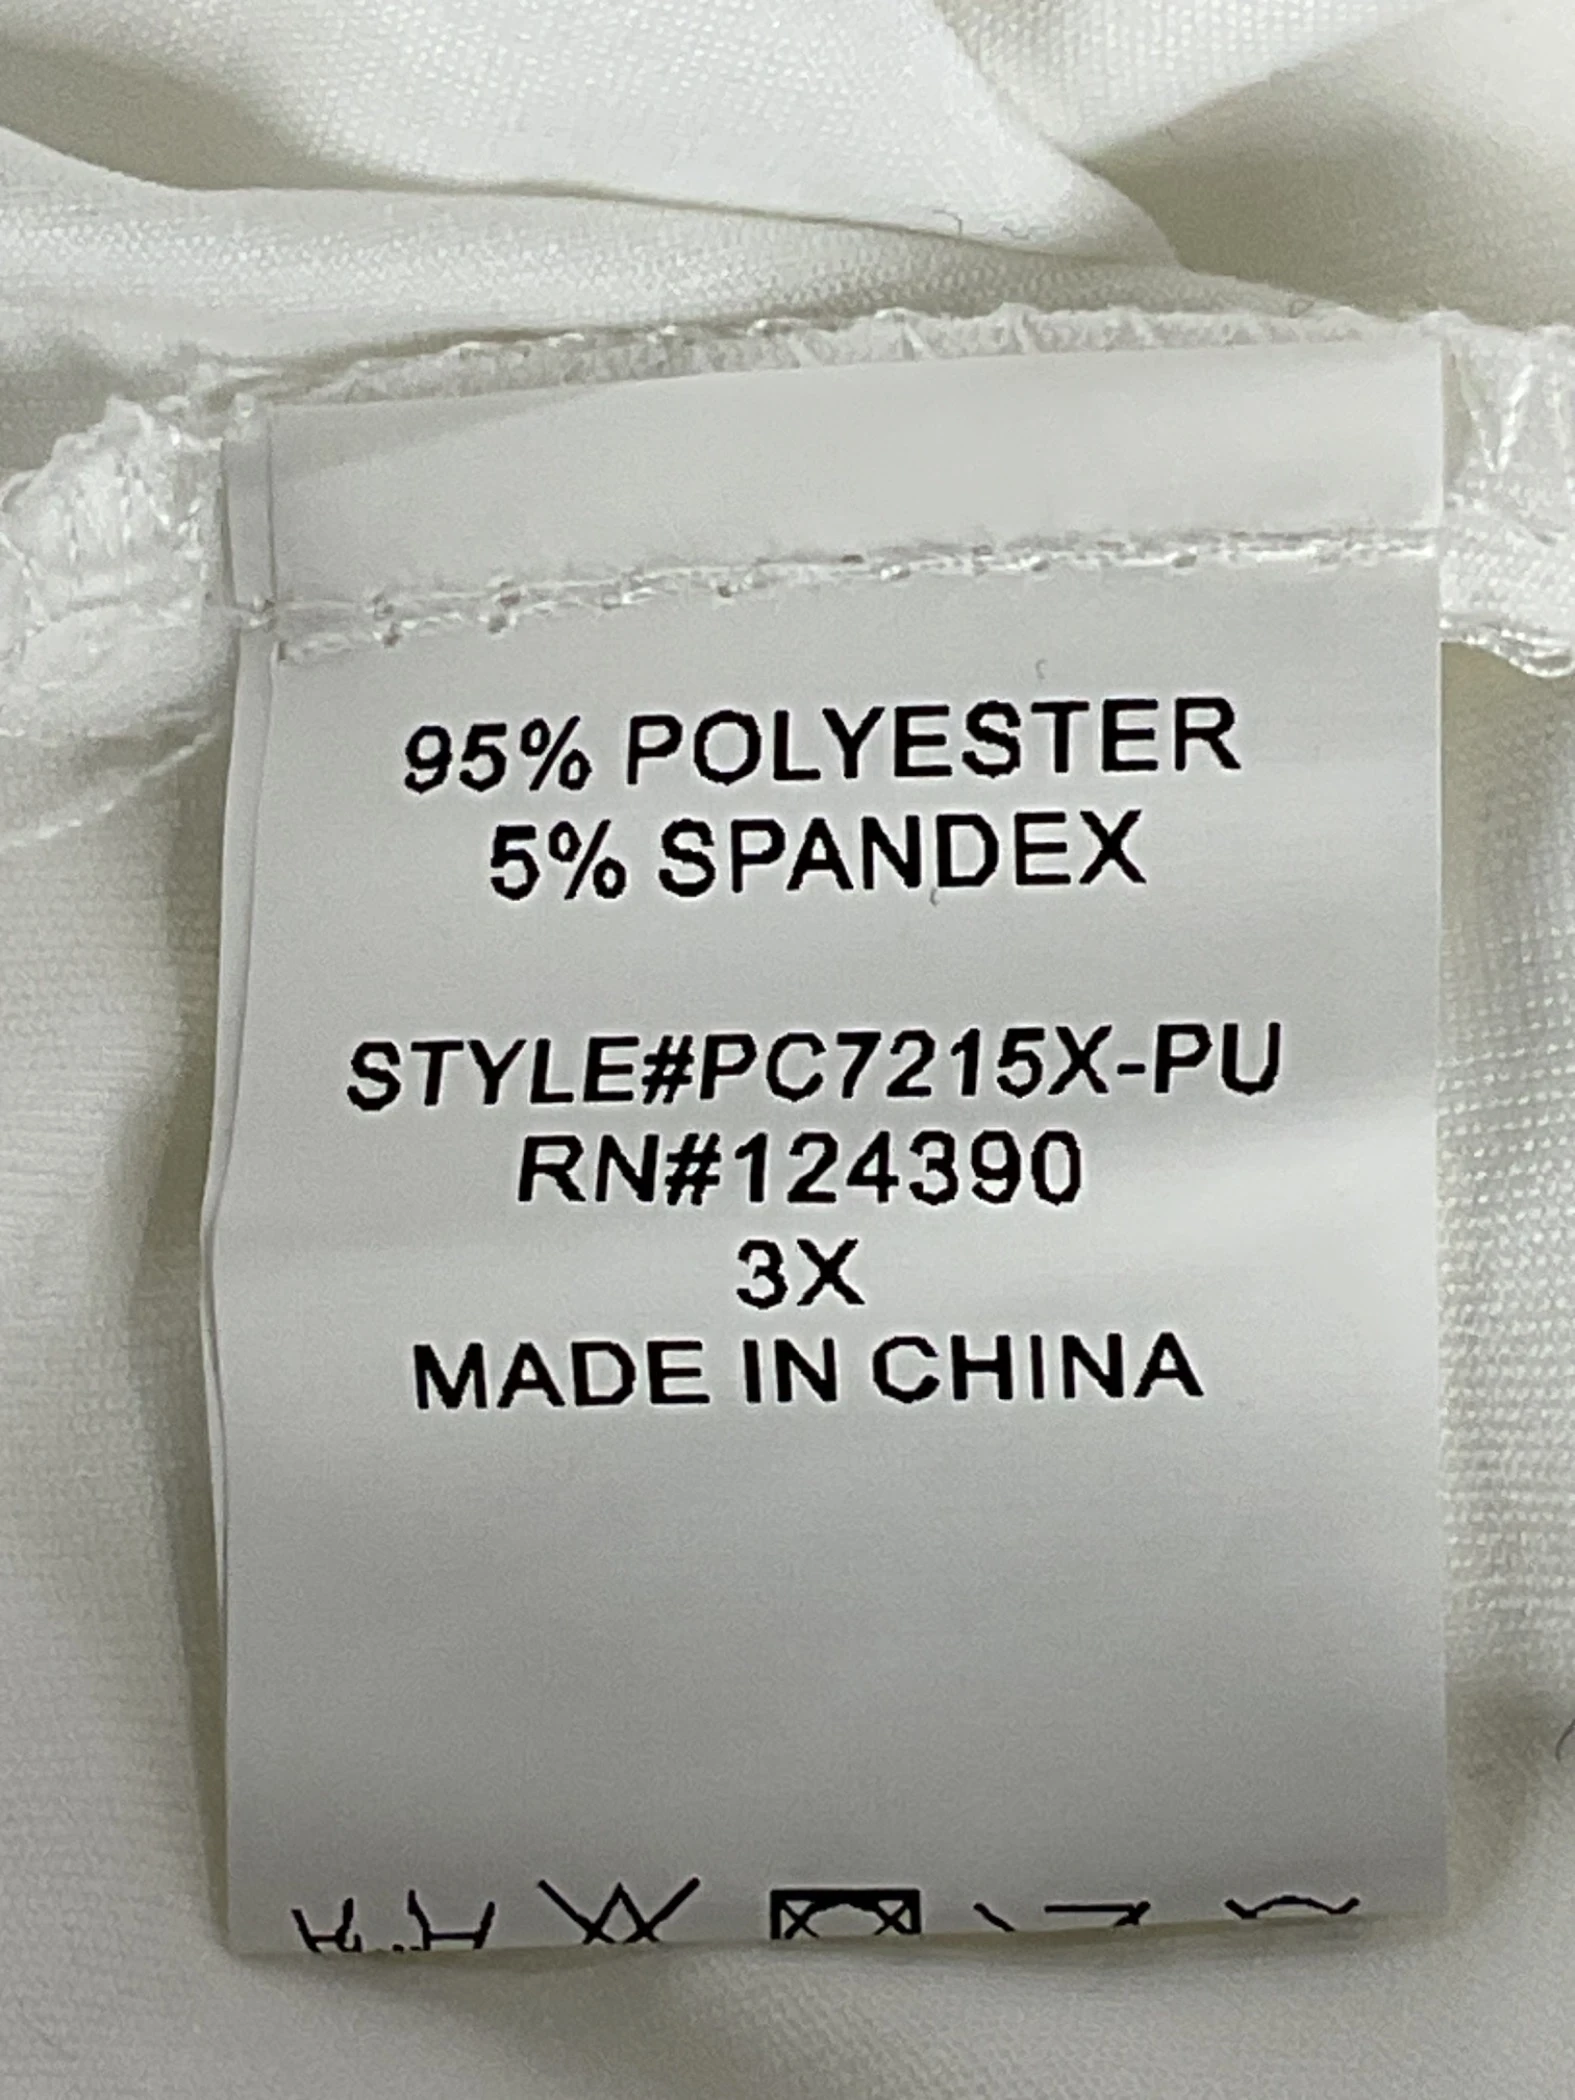 95% POLYESTER
5% SPANDEX
STYLE#PC7215X-PU
RN#124390
3X
MADE IN CHINA